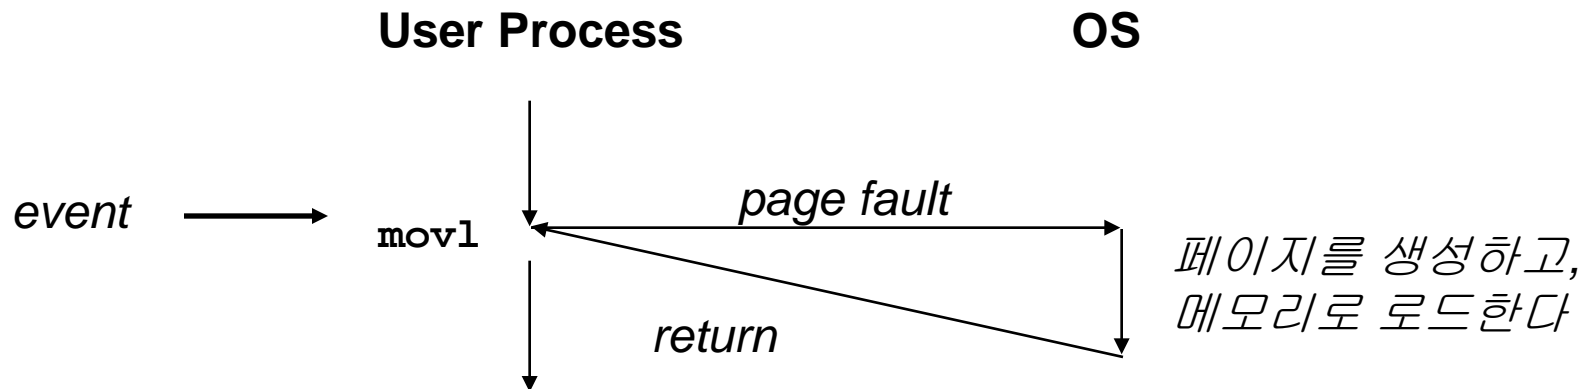 User Process OS
event movl page fault
페이지를 생성하고,
메모리로 로드한다
return